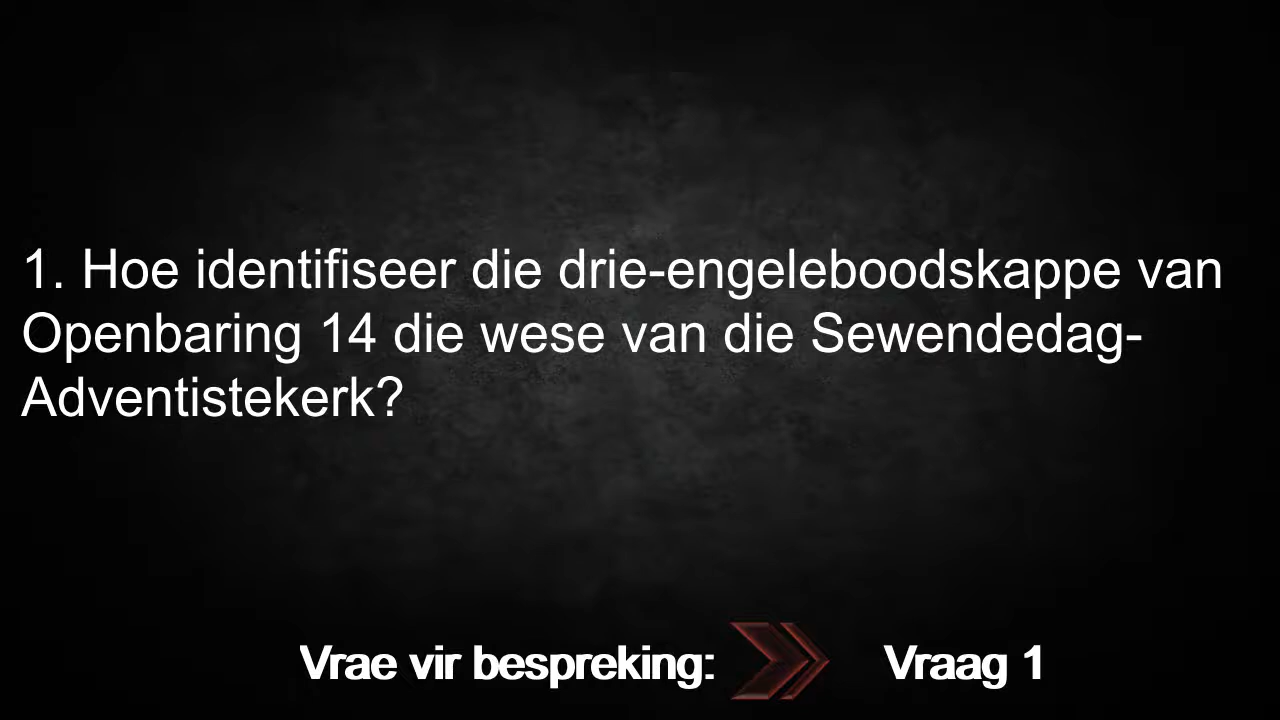 1. Hoe identifiseer die drie-engeleboodskappe van
Openbaring 14 die wese van die Sewendedag-
Adventistekerk?
Vrae vir bespreking: Vraag 1